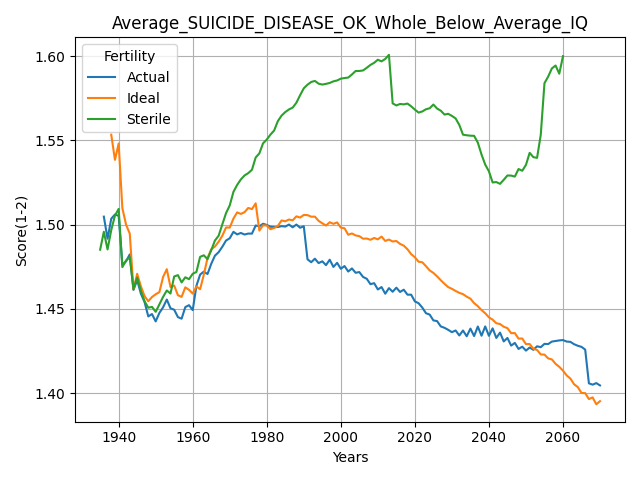 Average_SUICIDE_DISEASE_OK_Whole_Below_Average_IQ
Fertility
Actual
Ideal
Sterile
Score(1-2)
1.60
1.55
1.50
1.45
1.40
1940 1960 1980 2000 2020 2040 2060
Years